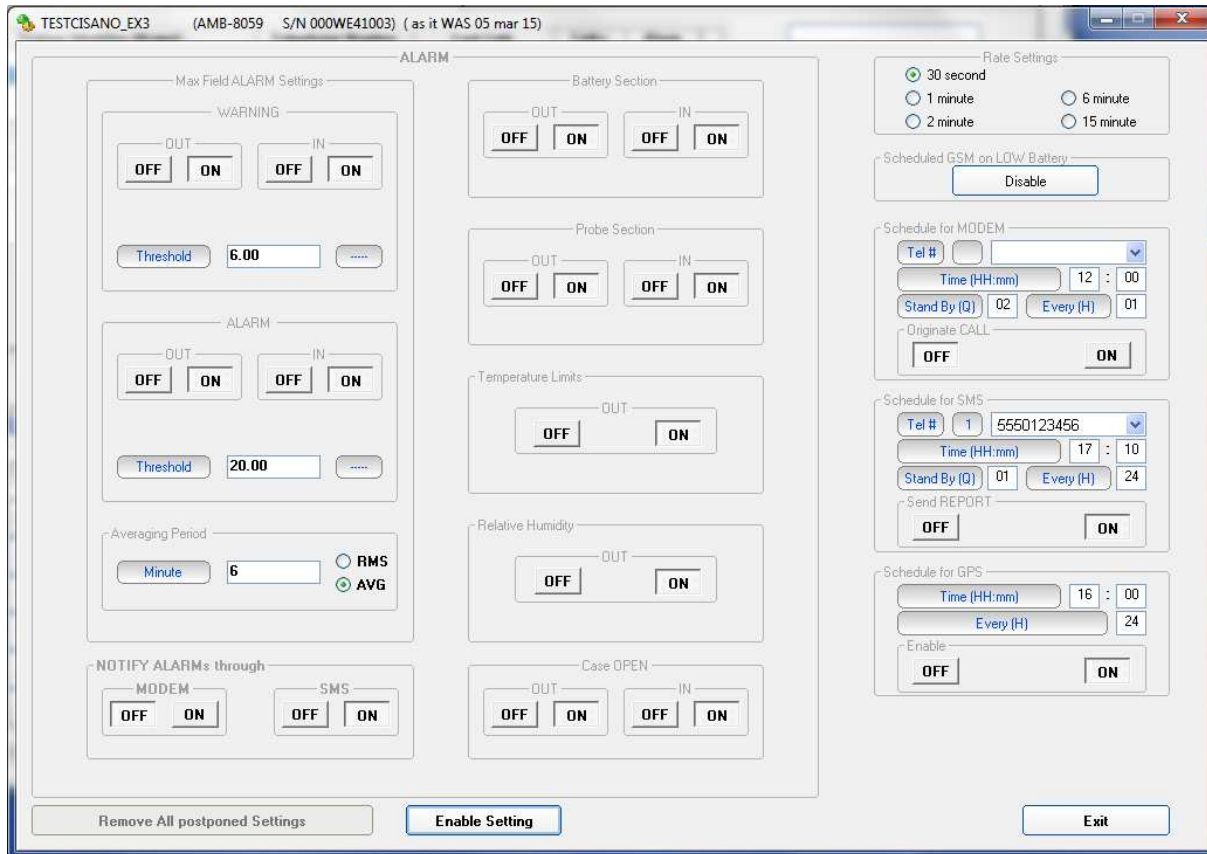 TESTCISANO_EX3 (AMB-8059 S/N 000WE41003) ( as it WAS 05 mar 15)
ALARM
Max Field ALARM Settings
WARNING
OUT IN
OFF ON OFF ON
Threshold 6.00 -----
ALARM
OUT IN
OFF ON OFF ON
Threshold 20.00 -----
Averaging Period
Minute 6
RMS
AVG
NOTIFY ALARMs through
MODEM SMS
OFF ON OFF ON
Battery Section
OUT IN
OFF ON OFF ON
Probe Section
OUT IN
OFF ON OFF ON
Temperature Limits
OUT
OFF ON
Relative Humidity
OUT
OFF ON
Case OPEN
OUT IN
OFF ON OFF ON
Rate Settings
30 second
1 minute 6 minute
2 minute 15 minute
Scheduled GSM on LOW Battery
Disable
Schedule for MODEM
Tel #
Time (HH:mm) 12 : 00
Stand By (Q) 02 Every (H) 01
Originate CALL
OFF ON
Schedule for SMS
Tel # 1 5550123456
Time (HH:mm) 17 : 10
Stand By (Q) 01 Every (H) 24
Send REPORT
OFF ON
Schedule for GPS
Time (HH:mm) 16 : 00
Every (H) 24
Enable
OFF ON
Remove All postponed Settings Enable Setting Exit